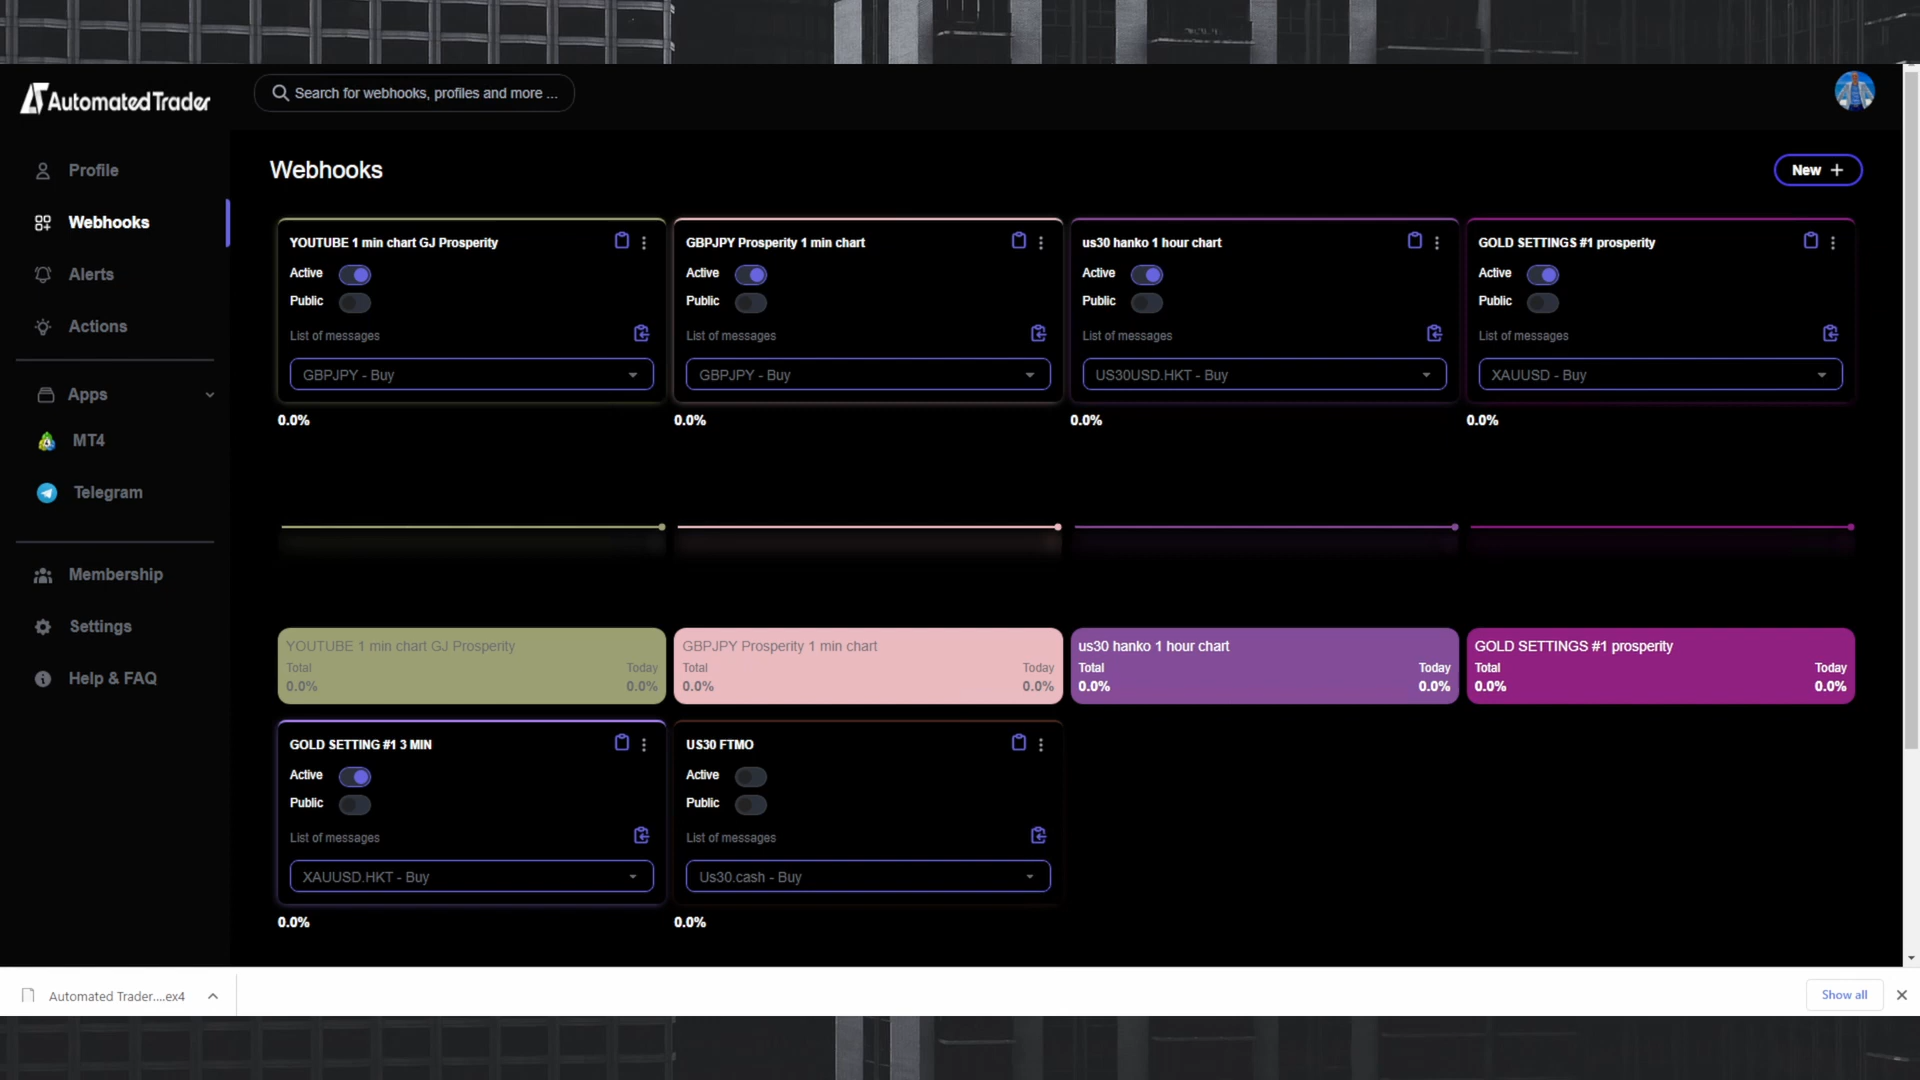 Automated Trader
Search for webhooks, profiles and more ...
Profile
Webhooks
Alerts
Actions
Apps
MT4
Telegram
Membership
Settings
Help & FAQ
Webhooks
New +
YOUTUBE 1 min chart GJ Prosperity
Active
Public
List of messages
GBPJPY - Buy
0.0%
GBPJPY Prosperity 1 min chart
Active
Public
List of messages
GBPJPY - Buy
0.0%
us30 hanko 1 hour chart
Active
Public
List of messages
US30USD.HKT - Buy
0.0%
GOLD SETTINGS #1 prosperity
Active
Public
List of messages
XAUUSD - Buy
0.0%
YOUTUBE 1 min chart GJ Prosperity
Total Today
0.0% 0.0%
GBPJPY Prosperity 1 min chart
Total Today
0.0% 0.0%
us30 hanko 1 hour chart
Total Today
0.0% 0.0%
GOLD SETTINGS #1 prosperity
Total Today
0.0% 0.0%
GOLD SETTING #1 3 MIN
Active
Public
List of messages
XAUUSD.HKT - Buy
0.0%
US30 FTMO
Active
Public
List of messages
Us30.cash - Buy
0.0%
Automated Trader....ex4
Show all